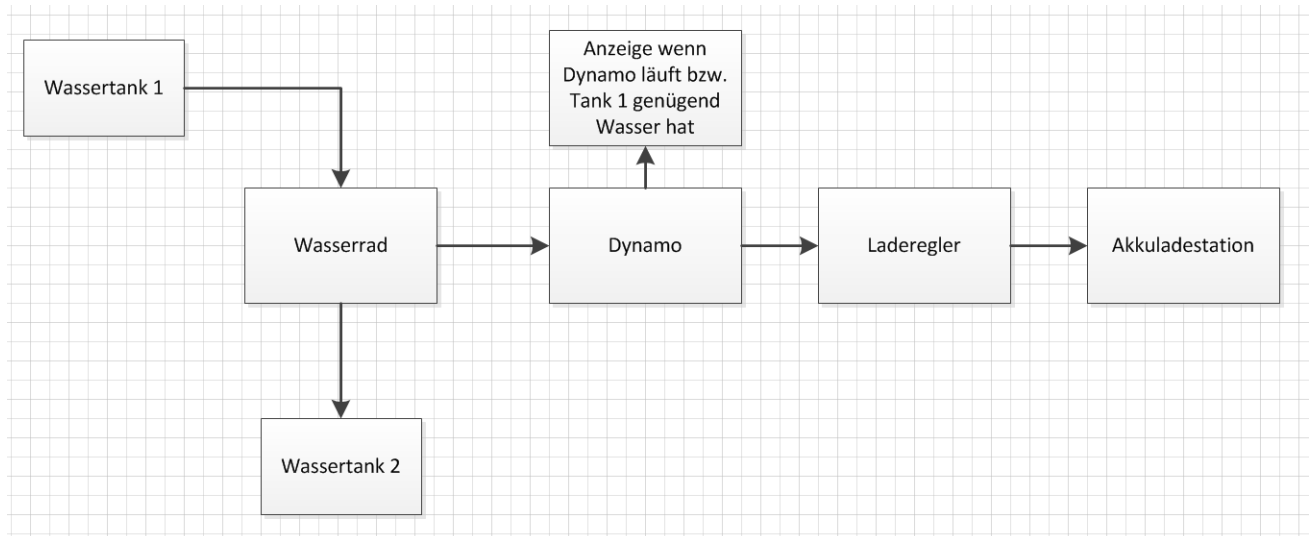 Wassertank 1
Anzeige wenn
Dynamo läuft bzw.
Tank 1 genügend
Wasser hat
Wasserrad
Dynamo
Laderegler
Akkuladestation
Wassertank 2